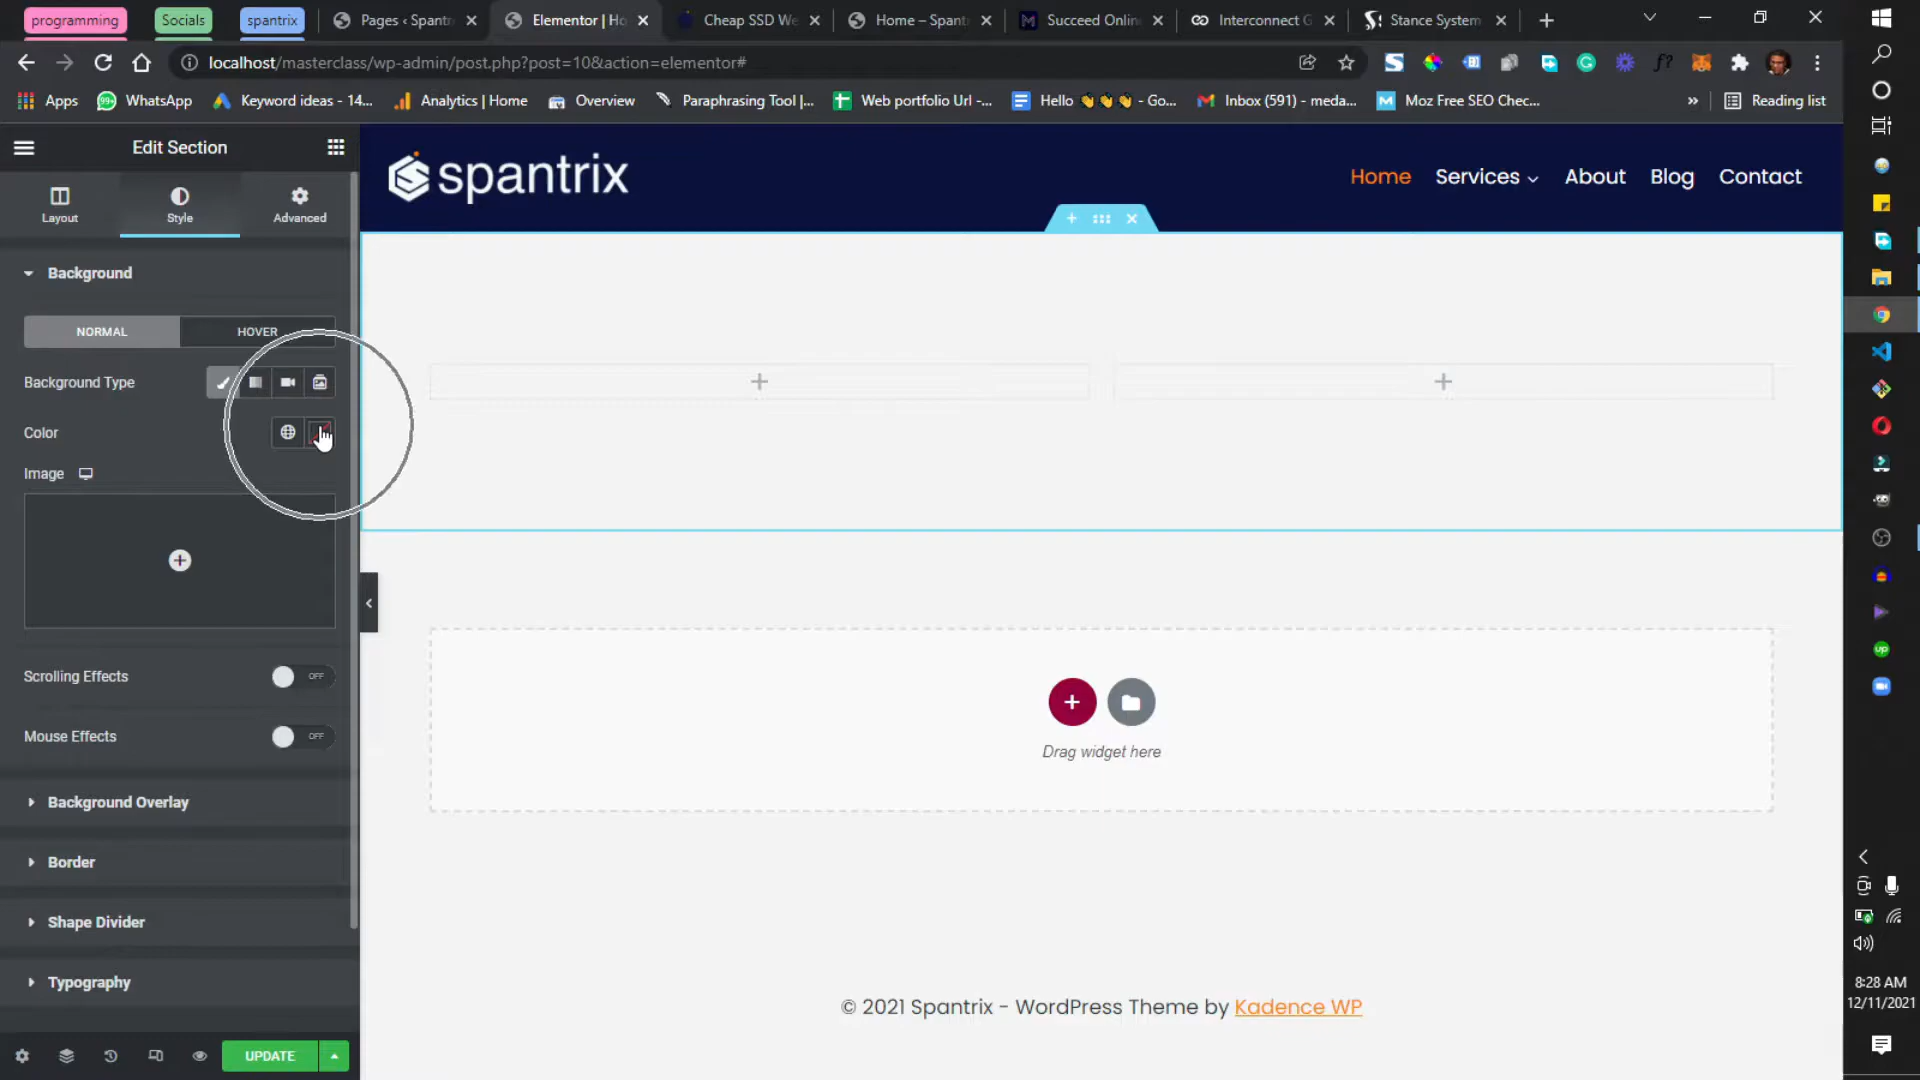 programming
Socials
spantrix
Pages ‹ Spantr
Elementor | Ho
Cheap SSD We
Home – Spant
Succeed Onlin
Interconnect G
Stance System
localhost/masterclass/wp-admin/post.php?post=10&action=elementor#
Apps
WhatsApp
Keyword ideas - 14...
Analytics | Home
Overview
Paraphrasing Tool |...
Web portfolio Url -...
Hello 👏👏👏 - Go...
Inbox (591) - meda...
Moz Free SEO Chec...
»
Reading list
Edit Section
Layout
Style
Advanced
Background
NORMAL
HOVER
Background Type
Color
Image
Scrolling Effects
OFF
Mouse Effects
OFF
Background Overlay
Border
Shape Divider
Typography
UPDATE
spantrix
Home
Services
About
Blog
Contact
Drag widget here
© 2021 Spantrix - WordPress Theme by Kadence WP
8:28 AM
12/11/2021